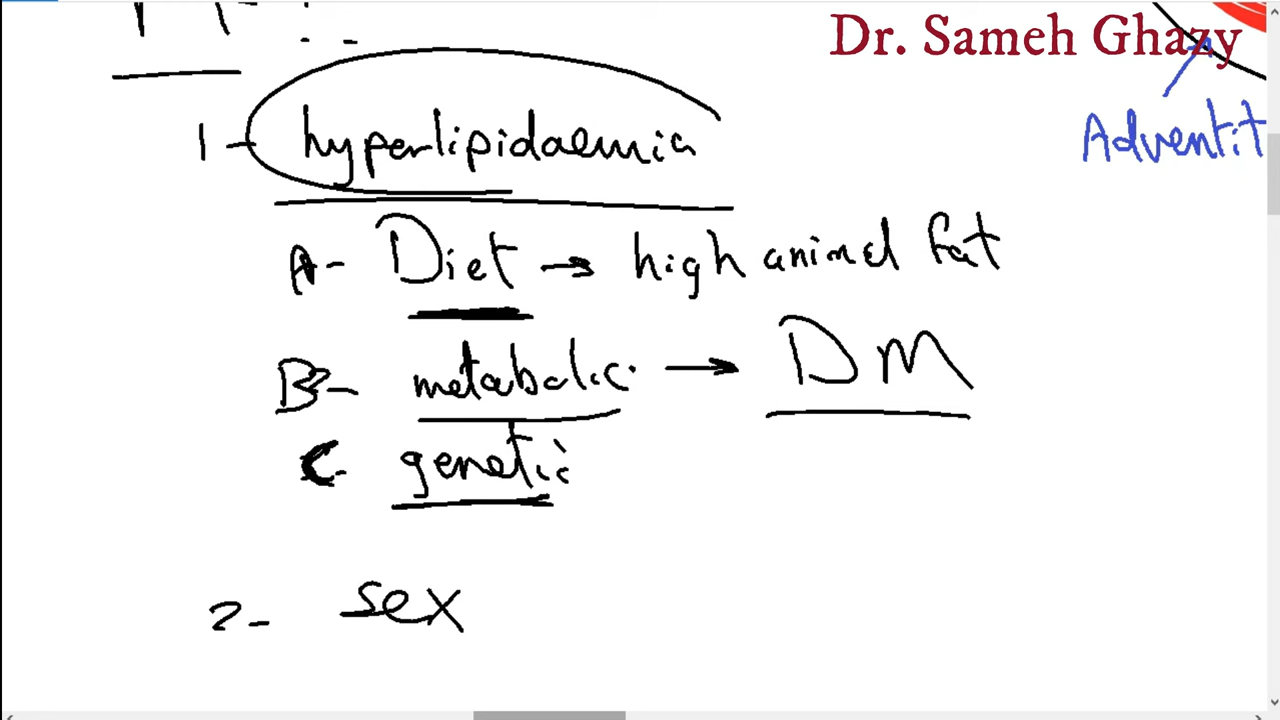 Dr. Sameh Ghazy
Adventit
1- hyperlipidaemia
A- Diet → high animal fat
B- metabolic → DM
C- genetic
2- sex